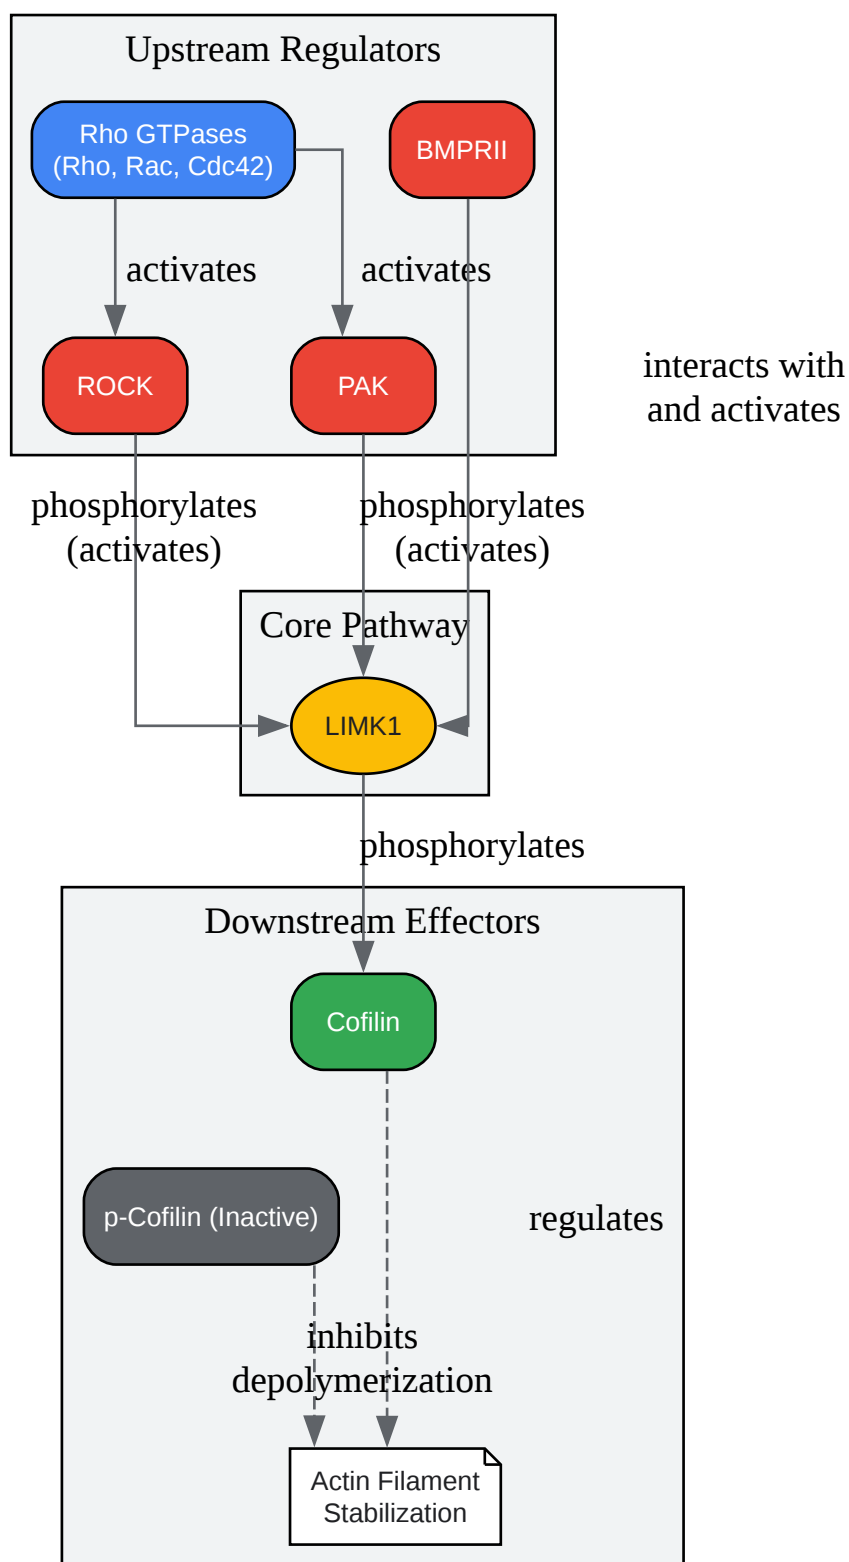 Upstream Regulators
Rho GTPases
(Rho, Rac, Cdc42)
BMPRII
activates
activates
ROCK
PAK
interacts with
and activates
phosphorylates
(activates)
phosphorylates
(activates)
Core Pathway
LIMK1
phosphorylates
Downstream Effectors
Cofilin
p-Cofilin (Inactive)
regulates
inhibits
depolymerization
Actin Filament
Stabilization